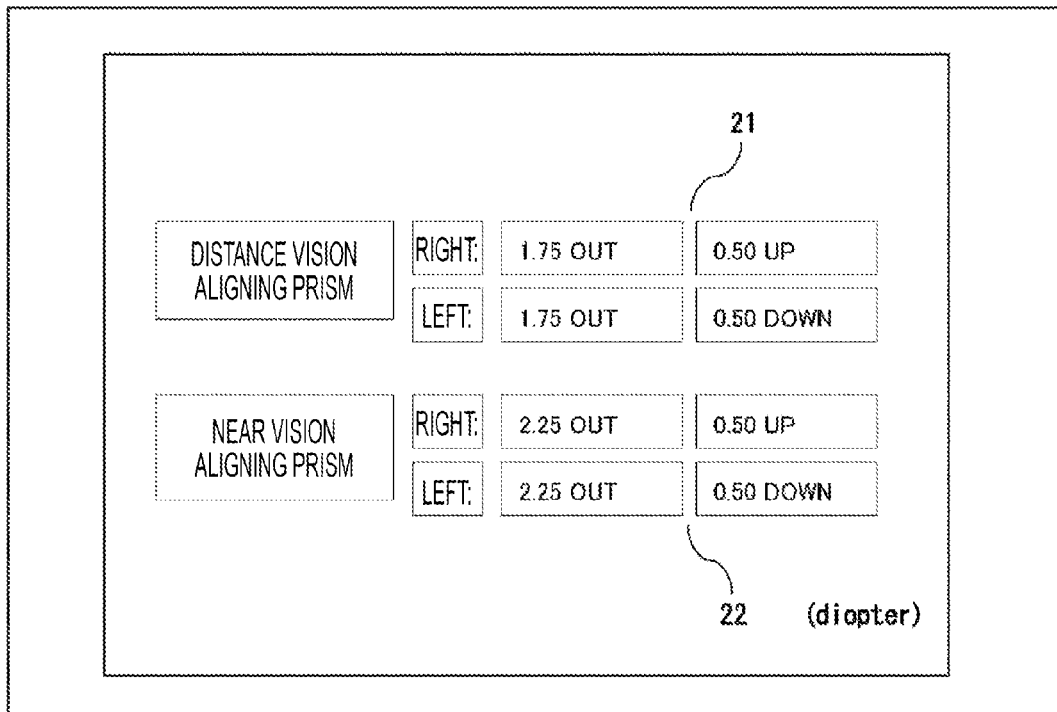 21
DISTANCE VISION
ALIGNING PRISM
RIGHT: 1.75 OUT 0.50 UP
LEFT: 1.75 OUT 0.50 DOWN
NEAR VISION
ALIGNING PRISM
RIGHT: 2.25 OUT 0.50 UP
LEFT: 2.25 OUT 0.50 DOWN
22 (diopter)